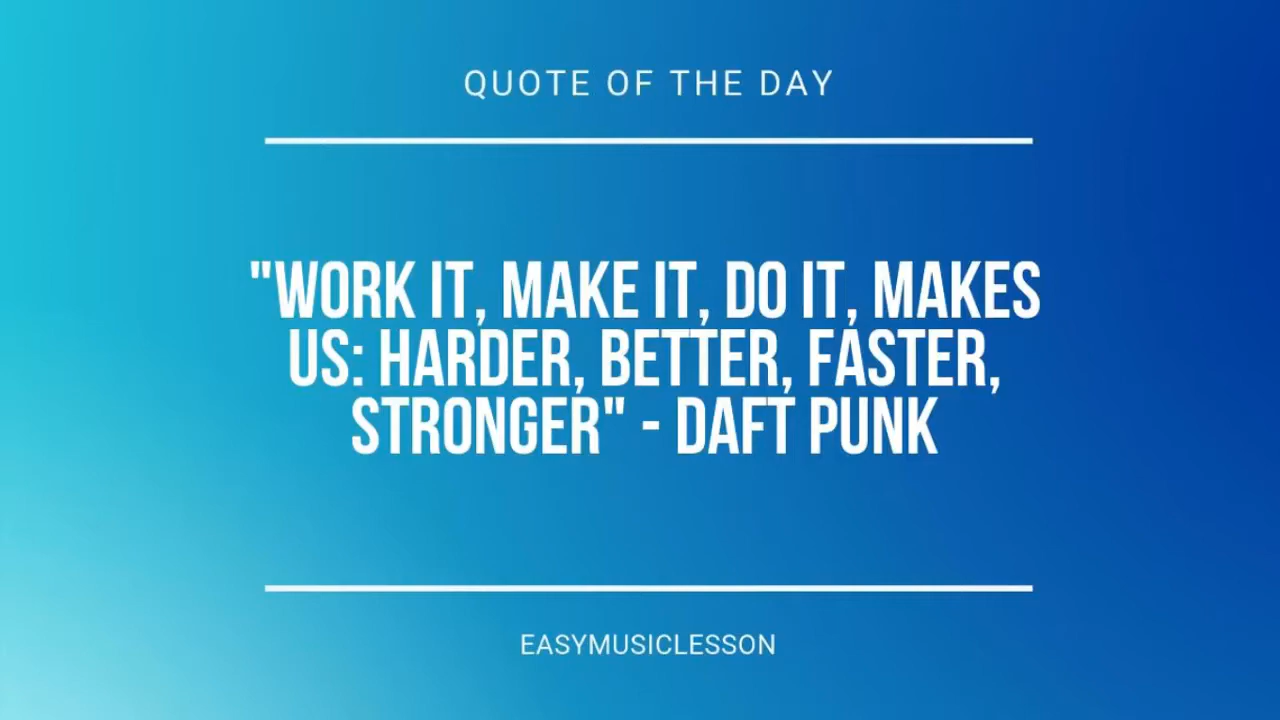 QUOTE OF THE DAY
"WORK IT, MAKE IT, DO IT, MAKES
US: HARDER, BETTER, FASTER,
STRONGER" - DAFT PUNK
EASYMUSICLESSON